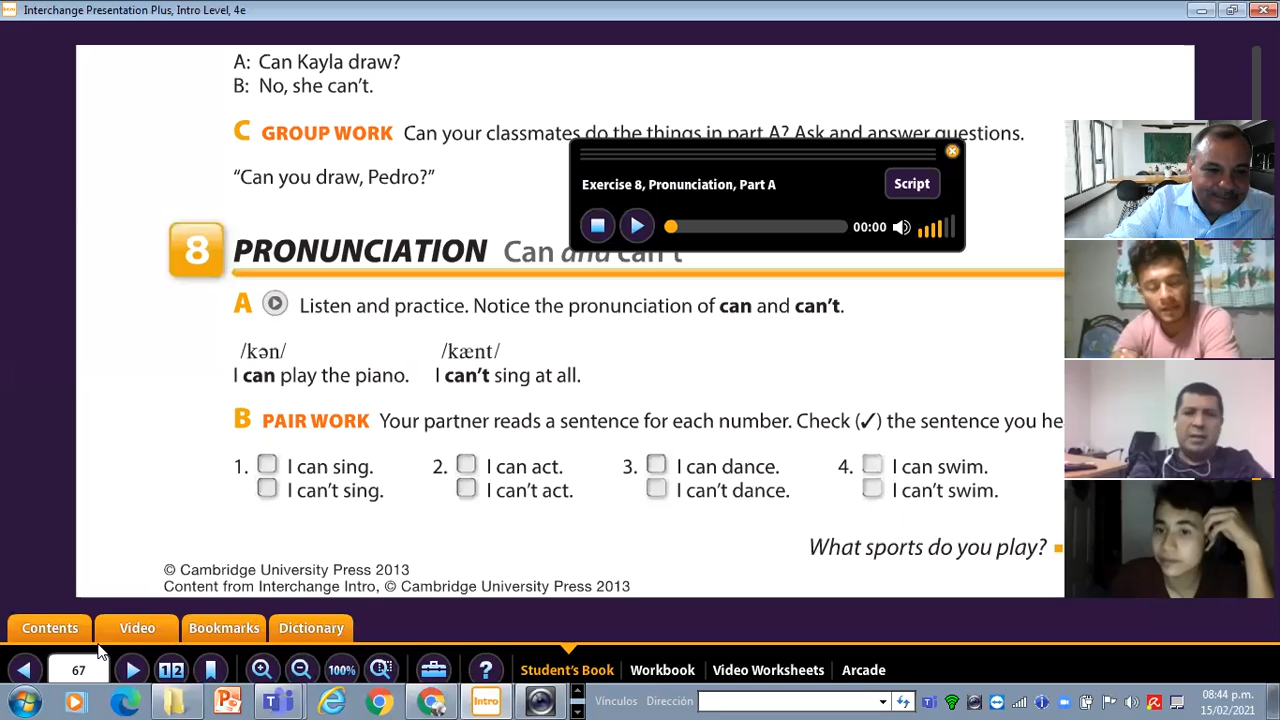 Interchange Presentation Plus, Intro Level, 4e
A: Can Kayla draw?
B: No, she can't.
C GROUP WORK Can your classmates do the things in part A? Ask and answer questions.
"Can you draw, Pedro?"
Exercise 8, Pronunciation, Part A
Script
00:00
8 PRONUNCIATION Can and can't
A Listen and practice. Notice the pronunciation of can and can't.
/kən/ /kænt/
I can play the piano. I can't sing at all.
B PAIR WORK Your partner reads a sentence for each number. Check (✓) the sentence you he
1. I can sing. 2. I can act. 3. I can dance. 4. I can swim.
I can't sing. I can't act. I can't dance. I can't swim.
What sports do you play?
© Cambridge University Press 2013
Content from Interchange Intro, © Cambridge University Press 2013
Contents Video Bookmarks Dictionary
67 12 100% ? Student's Book Workbook Video Worksheets Arcade
Intro Vínculos Dirección 08:44 p.m.
15/02/2021